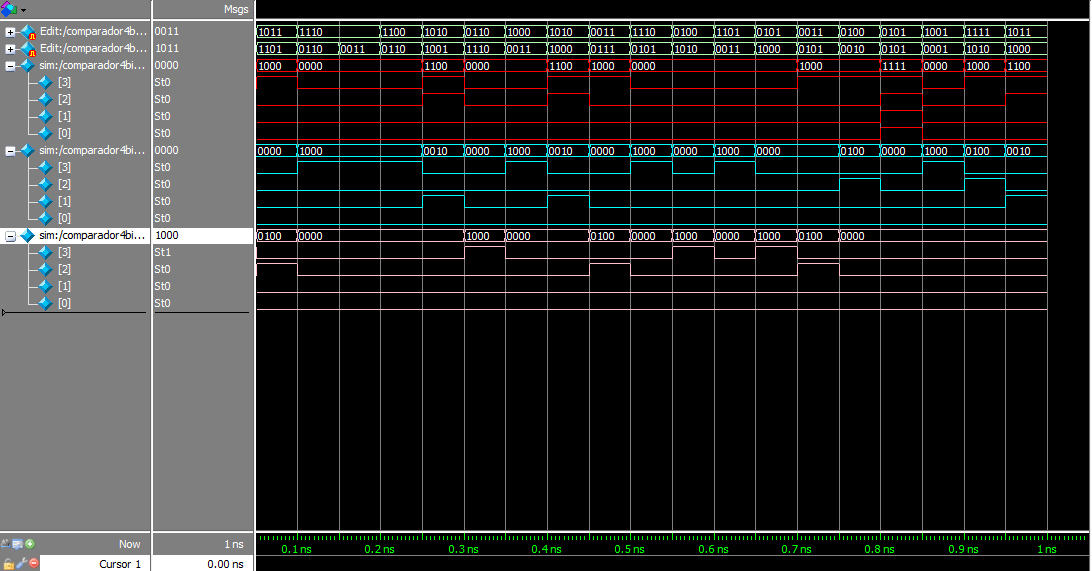 Msgs
Edit:/comparador4b... 0011 1011 1110 1100 1010 0110 1000 1010 0011 1110 0100 1101 0101 0011 0100 0101 1001 1111 1011
Edit:/comparador4b... 1011 1101 0110 0011 0110 1001 1110 0011 1000 0111 0101 1010 0011 1000 0101 0010 0101 0001 1010 1000
sim:/comparador4bi... 0000 1000 0000 1100 0000 1100 1000 0000 1000 1111 0000 1000 1100
[3] St0
[2] St0
[1] St0
[0] St0
sim:/comparador4bi... 0000 0000 1000 0010 0000 1000 0010 0000 1000 0000 1000 0000 0100 0000 1000 0100 0010
[3] St0
[2] St0
[1] St0
[0] St0
sim:/comparador4bi... 1000 0100 0000 1000 0000 0100 0000 1000 0000 1000 0100 0000
[3] St1
[2] St0
[1] St0
[0] St0
Now 1 ns 0.1 ns 0.2 ns 0.3 ns 0.4 ns 0.5 ns 0.6 ns 0.7 ns 0.8 ns 0.9 ns 1 ns
Cursor 1 0.00 ns